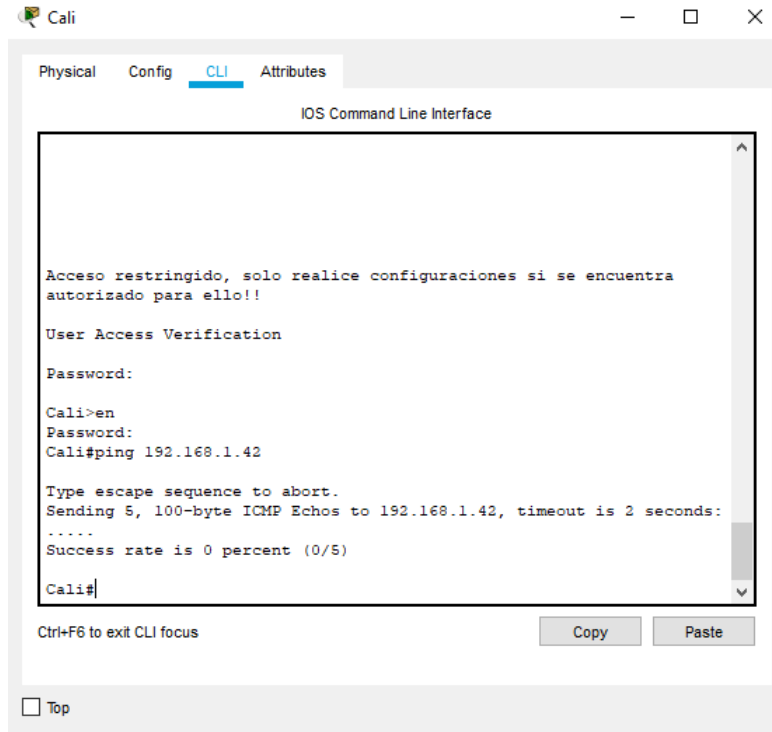 Cali
Physical Config CLI Attributes
IOS Command Line Interface
Acceso restringido, solo realice configuraciones si se encuentra
autorizado para ello!!
User Access Verification
Password:
Cali>en
Password:
Cali#ping 192.168.1.42
Type escape sequence to abort.
Sending 5, 100-byte ICMP Echos to 192.168.1.42, timeout is 2 seconds:
.....
Success rate is 0 percent (0/5)
Cali#
Ctrl+F6 to exit CLI focus
Copy Paste
Top